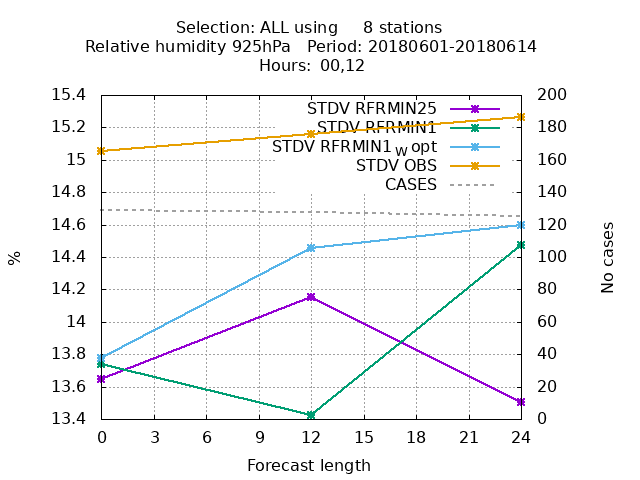 Selection: ALL using     8 stations
Relative humidity 925hPa   Period: 20180601-20180614
Hours: 00,12
15.4
15.2
15
14.8
14.6
14.4
14.2
14
13.8
13.6
13.4
%
STDV RFRMIN25
STDV RFRMIN1
STDV RFRMIN1wopt
STDV OBS
CASES
200
180
160
140
120
100
80
60
40
20
0
No cases
0 3 6 9 12 15 18 21 24
Forecast length